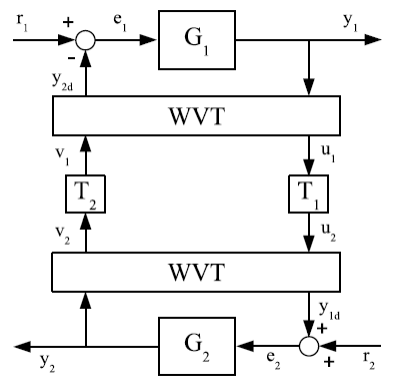 r₁ + e₁ G₁ y₁
-
y₂d
WVT
v₁ u₁
T₂ T₁
v₂ u₂
WVT
y₁d
+
y₂ G₂ e₂ + r₂